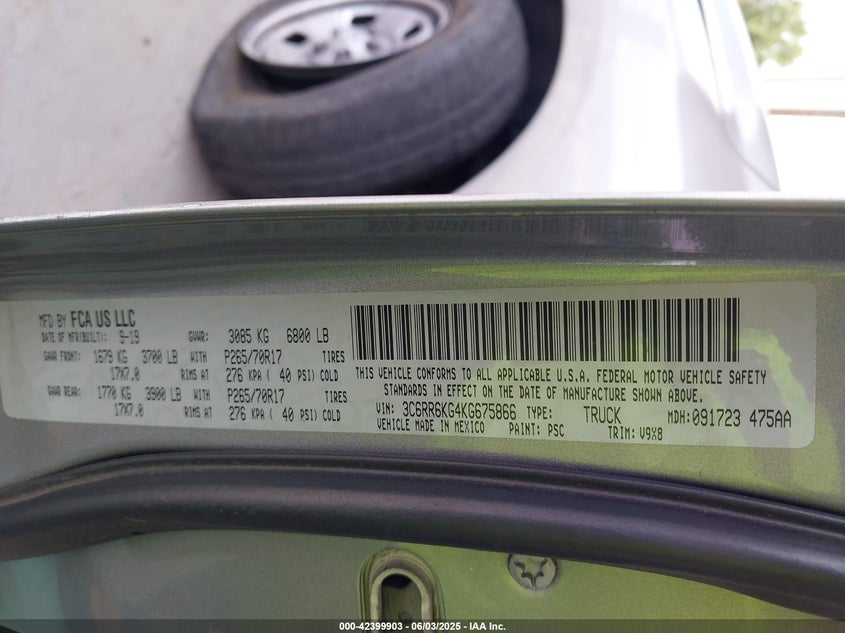 MFD BY FCA US LLC
DATE OF MFR(BUILT): 9-19 GVWR: 3085 KG 6800 LB
GAWR FRONT: 1679 KG 3700 LB WITH P265/70R17 TIRES
17X7.0 RIMS AT 276 KPA ( 40 PSI) COLD
GAWR REAR: 1770 KG 3900 LB WITH P265/70R17 TIRES
17X7.0 RIMS AT 276 KPA ( 40 PSI) COLD
THIS VEHICLE CONFORMS TO ALL APPLICABLE U.S.A. FEDERAL MOTOR VEHICLE SAFETY
STANDARDS IN EFFECT ON THE DATE OF MANUFACTURE SHOWN ABOVE.
VIN: 3C6RR6KG4KG675866 TYPE: TRUCK MDH:091723 475AA
VEHICLE MADE IN MEXICO PAINT: PSC TRIM: V9X8
000-42399903 | 06/03/2025 - IAA Inc.